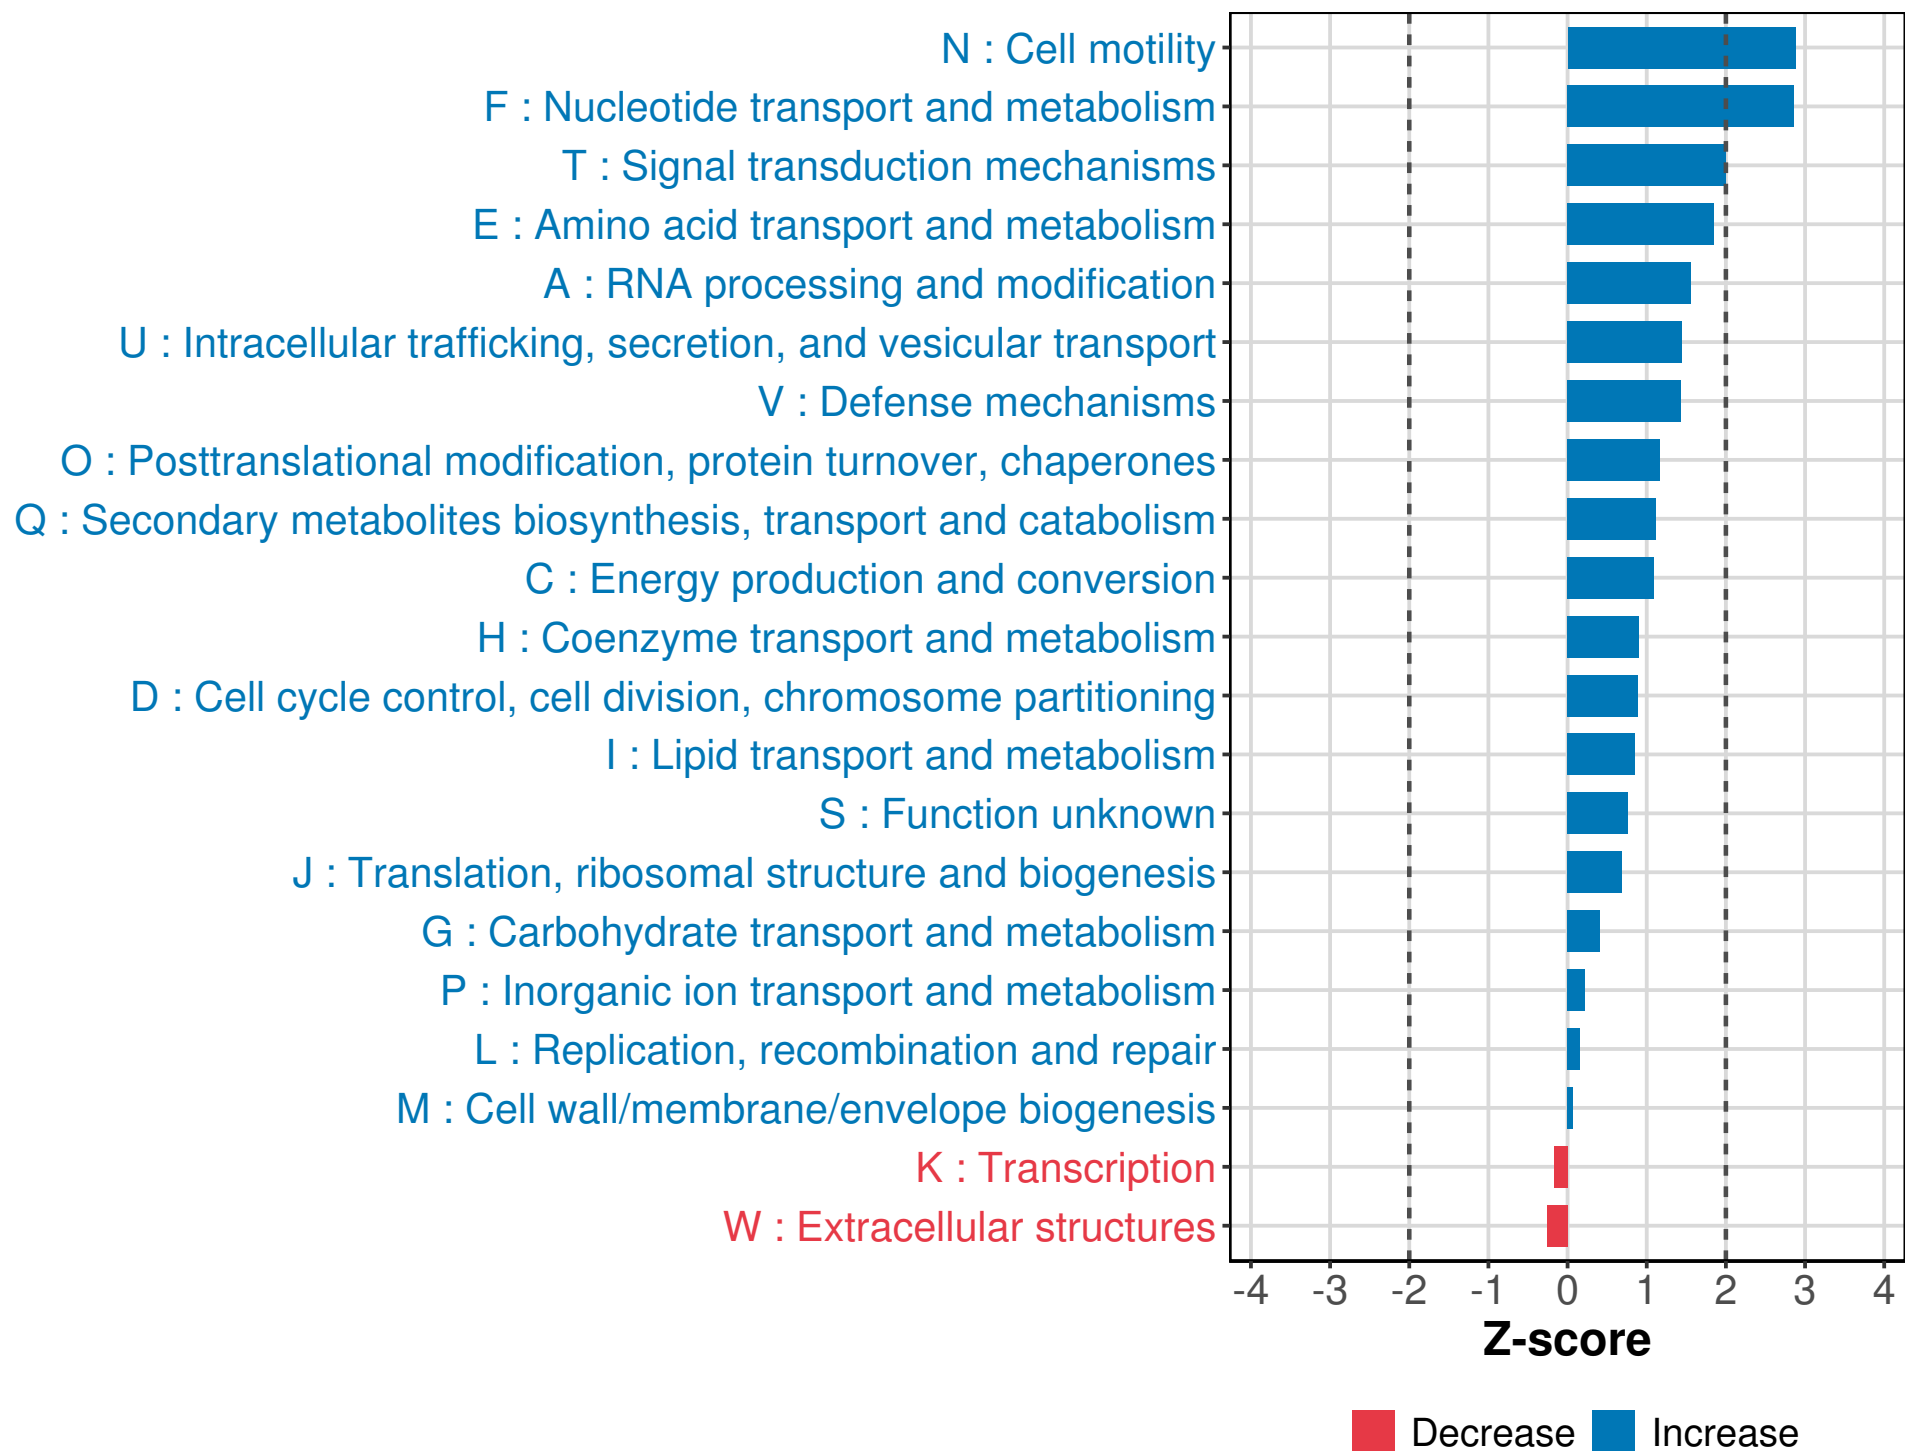 N : Cell motility
F : Nucleotide transport and metabolism
T : Signal transduction mechanisms
E : Amino acid transport and metabolism
A : RNA processing and modification
U : Intracellular trafficking, secretion, and vesicular transport
V : Defense mechanisms
O : Posttranslational modification, protein turnover, chaperones
Q : Secondary metabolites biosynthesis, transport and catabolism
C : Energy production and conversion
H : Coenzyme transport and metabolism
D : Cell cycle control, cell division, chromosome partitioning
I : Lipid transport and metabolism
S : Function unknown
J : Translation, ribosomal structure and biogenesis
G : Carbohydrate transport and metabolism
P : Inorganic ion transport and metabolism
L : Replication, recombination and repair
M : Cell wall/membrane/envelope biogenesis
K : Transcription
W : Extracellular structures
-4 -3 -2 -1 0 1 2 3 4
Z-score
Decrease Increase